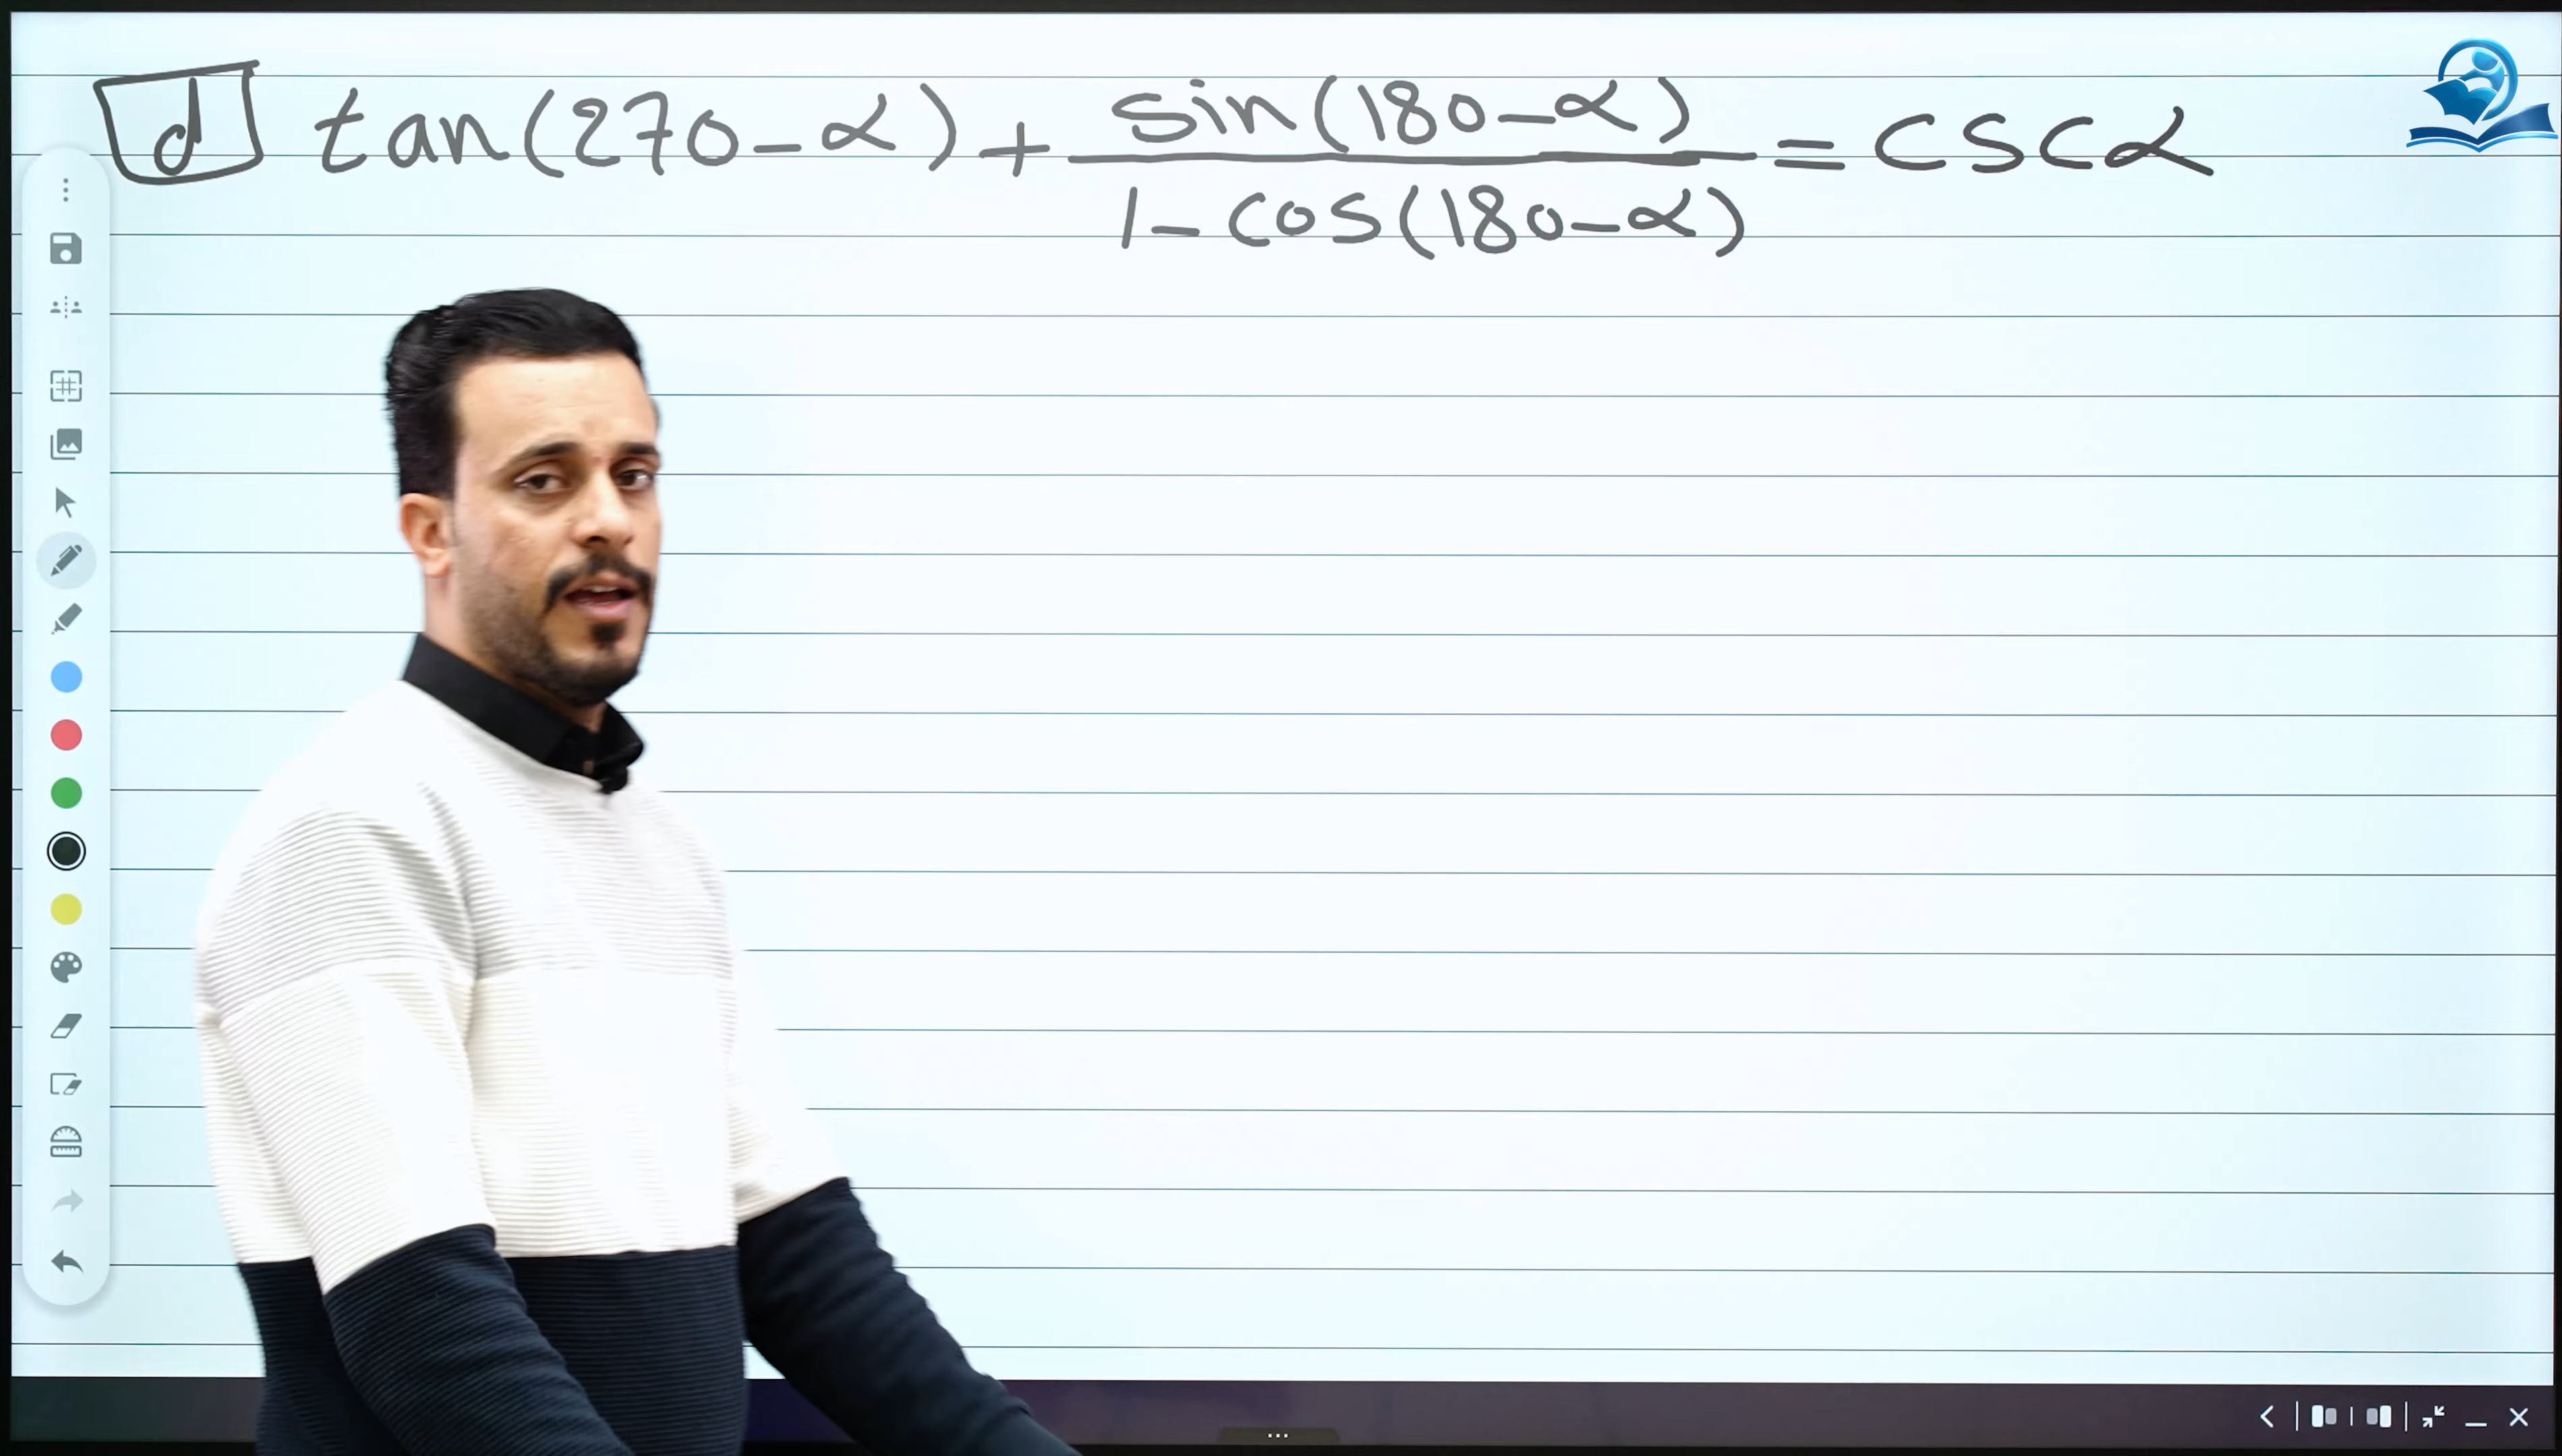 d tan(270-α) + sin(180-α) / 1-cos(180-α) = cscα